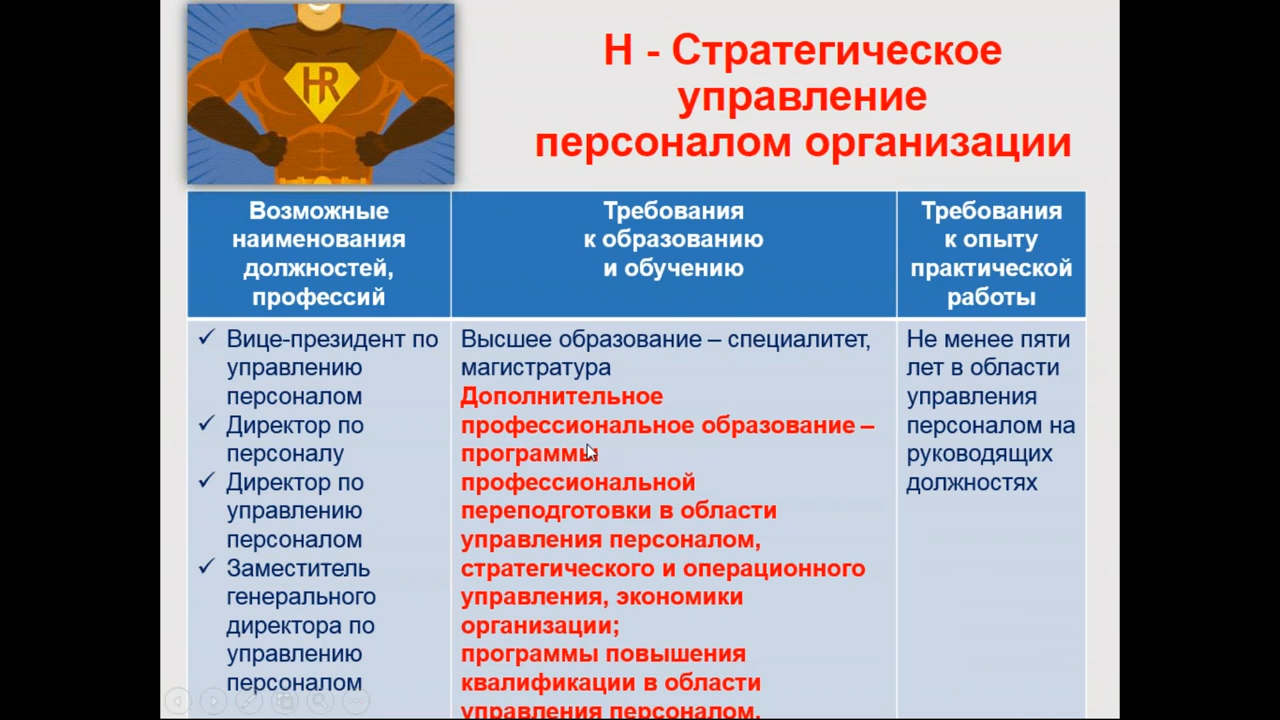 HR
Н - Стратегическое
управление
персоналом организации
Возможные
наименования
должностей,
профессий
Требования
к образованию
и обучению
Требования
к опыту
практической
работы
Вице-президент по
управлению
персоналом
Директор по
персоналу
Директор по
управлению
персоналом
Заместитель
генерального
директора по
управлению
персоналом
Высшее образование – специалитет,
магистратура
Дополнительное
профессиональное образование –
программы
профессиональной
переподготовки в области
управления персоналом,
стратегического и операционного
управления, экономики
организации;
программы повышения
квалификации в области
управления персоналом,
Не менее пяти
лет в области
управления
персоналом на
руководящих
должностях